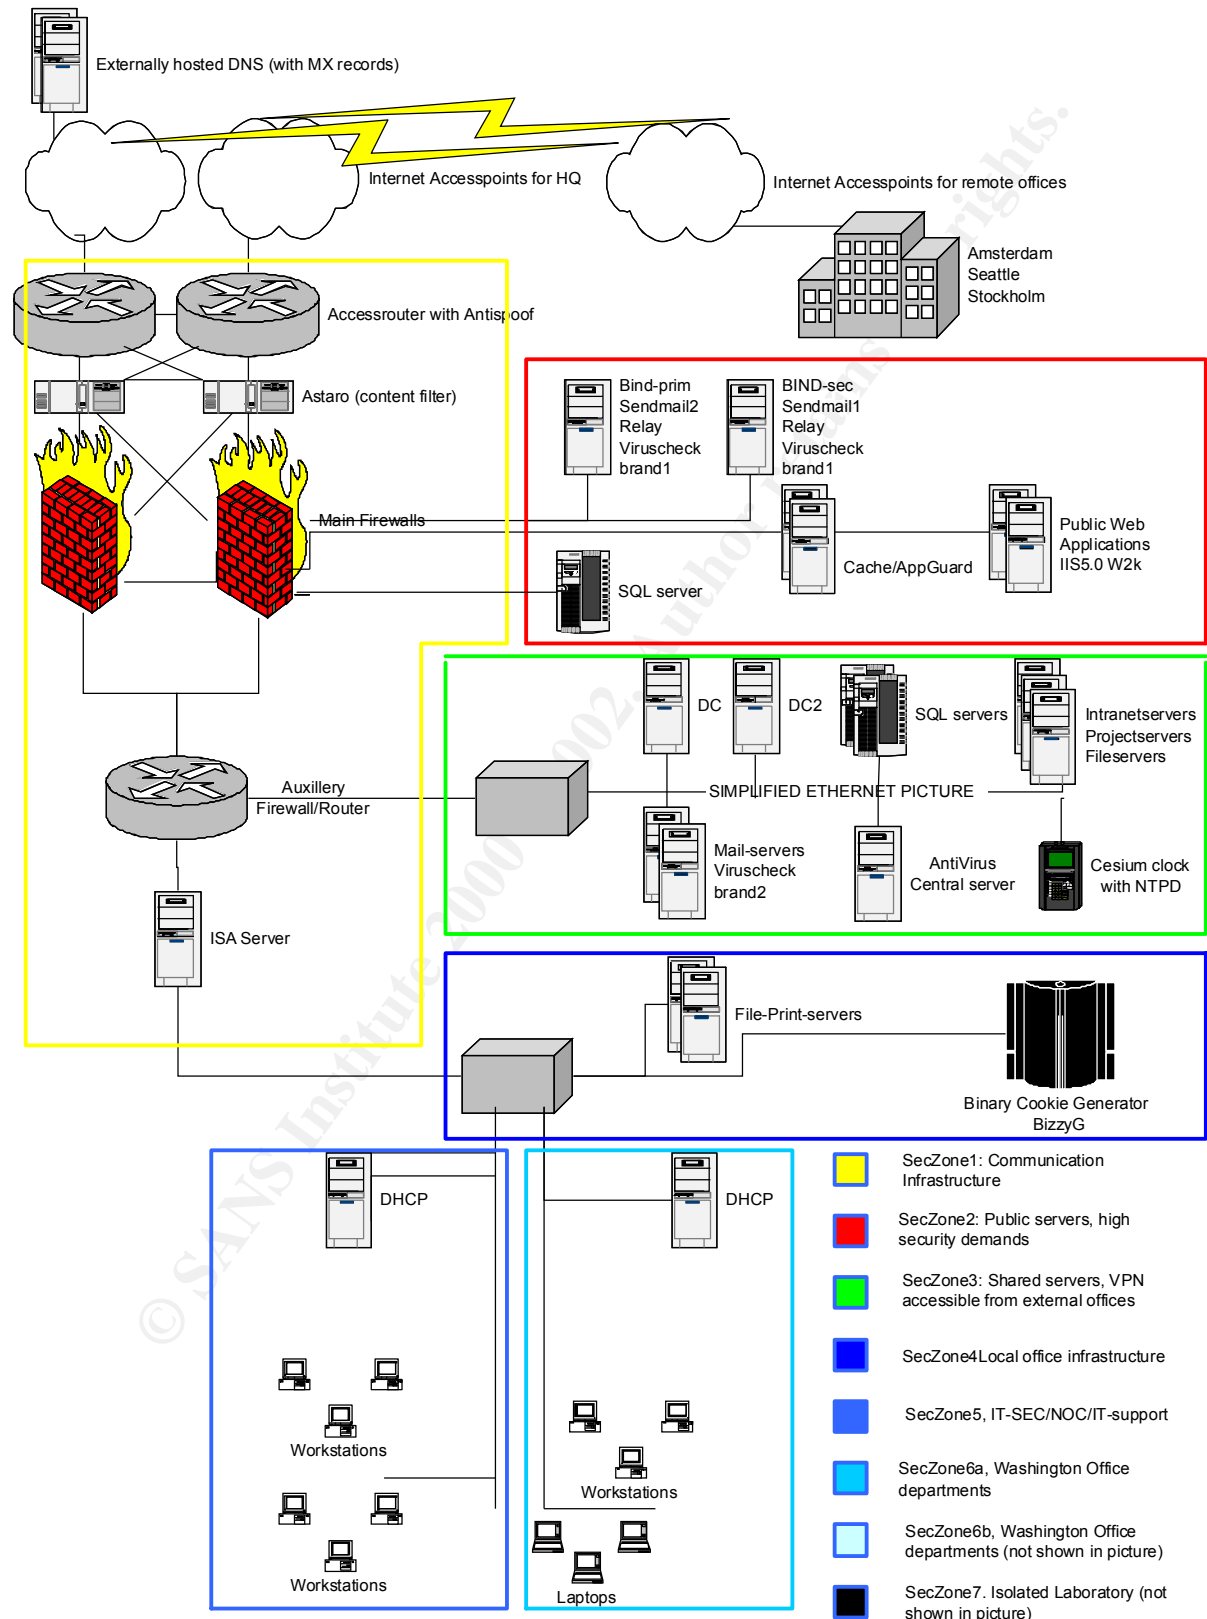 Externally hosted DNS (with MX records)
Internet Accesspoints for HQ
Internet Accesspoints for remote offices
Amsterdam
Seattle
Stockholm
Accessrouter with Antispoof
Astaro (content filter)
Main Firewalls
Bind-prim
Sendmail2
Relay
Viruscheck
brand1
BIND-sec
Sendmail1
Relay
Viruscheck
brand1
Cache/AppGuard
Public Web
Applications
IIS5.0 W2k
SQL server
DC
DC2
SQL servers
Intranetservers
Projectservers
Fileservers
Auxillery
Firewall/Router
SIMPLIFIED ETHERNET PICTURE
Mail-servers
Viruscheck
brand2
AntiVirus
Central server
Cesium clock
with NTPD
ISA Server
File-Print-servers
Binary Cookie Generator
BizzyG
DHCP
DHCP
Workstations
Workstations
Workstations
Laptops
SecZone1: Communication
Infrastructure
SecZone2: Public servers, high
security demands
SecZone3: Shared servers, VPN
accessible from external offices
SecZone4Local office infrastructure
SecZone5, IT-SEC/NOC/IT-support
SecZone6a, Washington Office
departments
SecZone6b, Washington Office
departments (not shown in picture)
SecZone7. Isolated Laboratory (not
shown in picture)
© SANS Institute 2000 - 2002. Author retains rights.